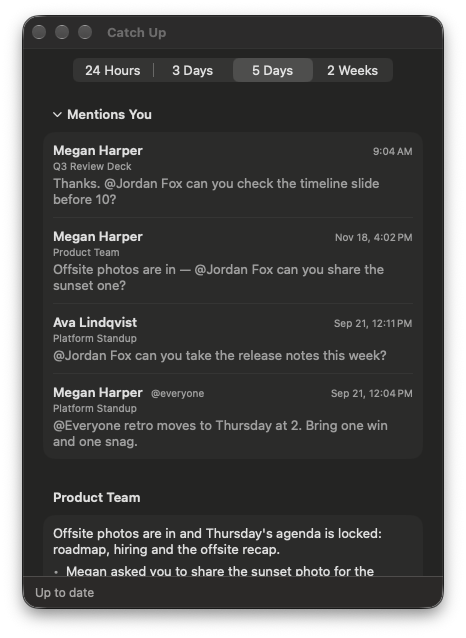 Catch Up
24 Hours
3 Days
5 Days
2 Weeks
Mentions You
Megan Harper
9:04 AM
Q3 Review Deck
Thanks. @Jordan Fox can you check the timeline slide
before 10?
Megan Harper
Nov 18, 4:02 PM
Product Team
Offsite photos are in — @Jordan Fox can you share the
sunset one?
Ava Lindqvist
Sep 21, 12:11 PM
Platform Standup
@Jordan Fox can you take the release notes this week?
Megan Harper @everyone
Sep 21, 12:04 PM
Platform Standup
@Everyone retro moves to Thursday at 2. Bring one win
and one snag.
Product Team
Offsite photos are in and Thursday's agenda is locked:
roadmap, hiring and the offsite recap.
• Megan asked you to share the sunset photo for the
Up to date